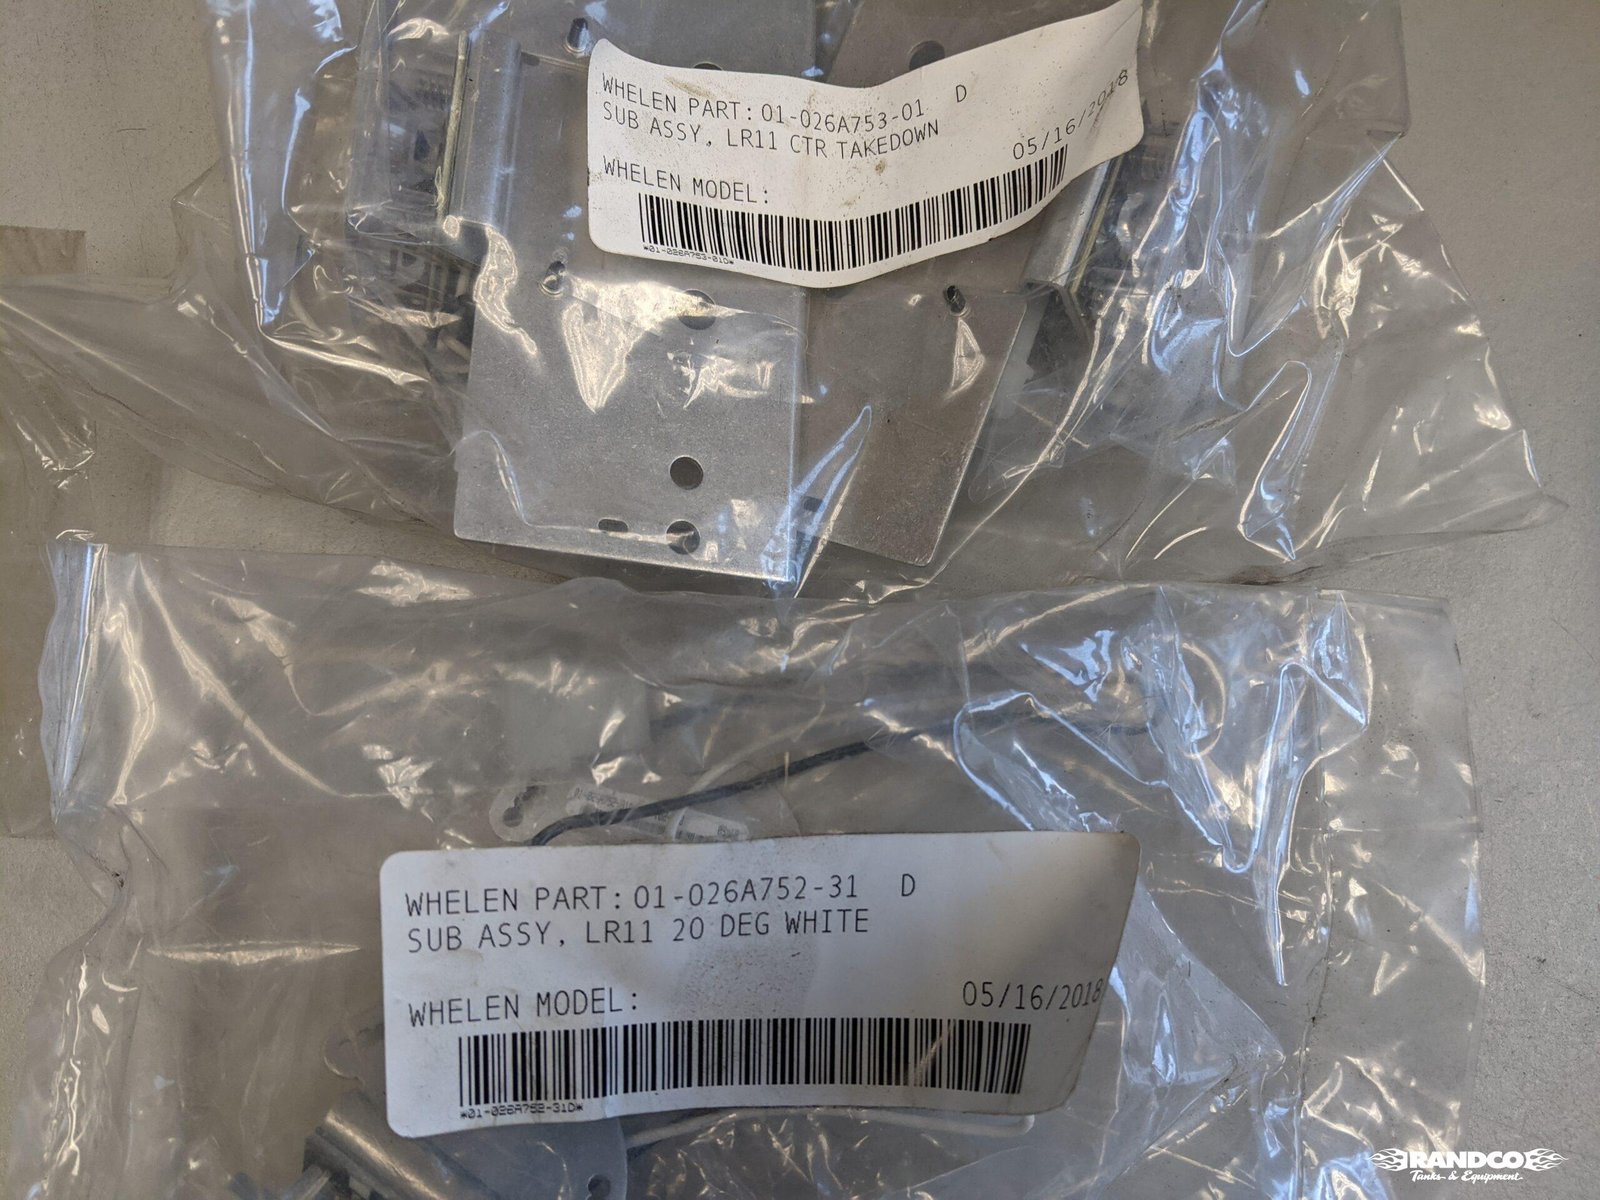 WHELEN PART: 01-026A753-01 D
SUB ASSY, LR11 CTR TAKEDOWN
05/16/2018
WHELEN MODEL:
*01-026A753-01D*
WHELEN PART: 01-026A752-31 D
SUB ASSY, LR11 20 DEG WHITE
WHELEN MODEL:
05/16/2018
*01-026A752-31D*
RANDCO
Tanks & Equipment